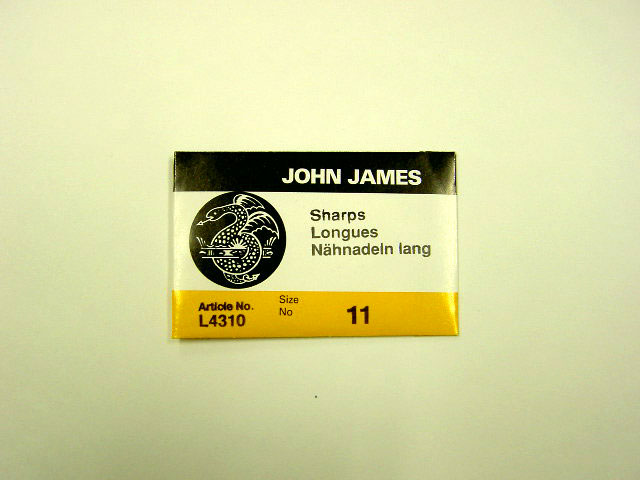 JOHN JAMES
Sharps
Longues
Nähnadeln lang
Article No.
L4310
Size
No
11